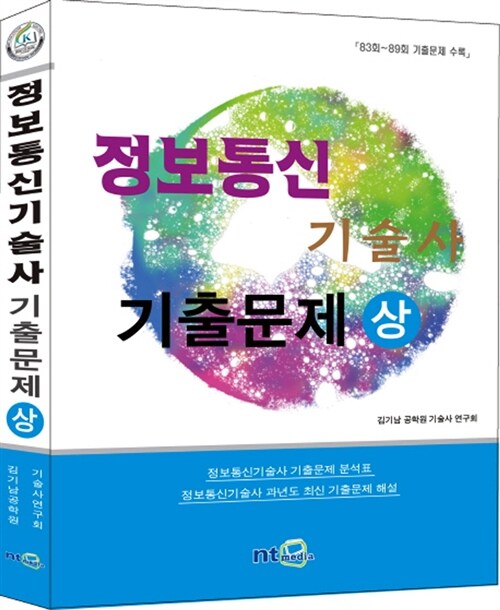 「83회~89회 기출문제 수록」
정보통신
기술사
기출문제 상
김기남 공학원 기술사 연구회
정보통신기술사 기출문제 분석표
정보통신기술사 과년도 최신 기출문제 해설
nt media
K
정보통신기술사 기출문제 상
기술사연구회
김기남공학원
nt media